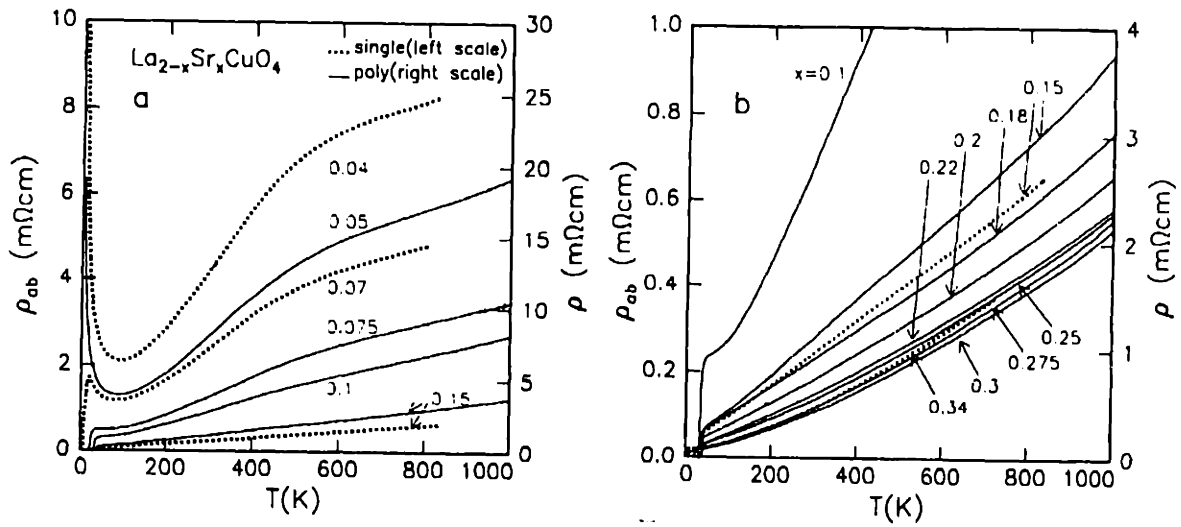 La2-xSrxCuO4
single(left scale)
poly(right scale)
a
0.04
0.05
0.07
0.075
0.1
0.15
10
8
6
4
2
0
ρab (mΩcm)
30
25
20
15
10
5
0
ρ (mΩcm)
0 200 400 600 800 1000
T(K)
b
x=0.1
0.15
0.18
0.2
0.22
0.25
0.275
0.3
0.34
1.0
0.8
0.6
0.4
0.2
0.0
ρab (mΩcm)
4
3
2
1
0
ρ (mΩcm)
0 200 400 600 800 1000
T(K)